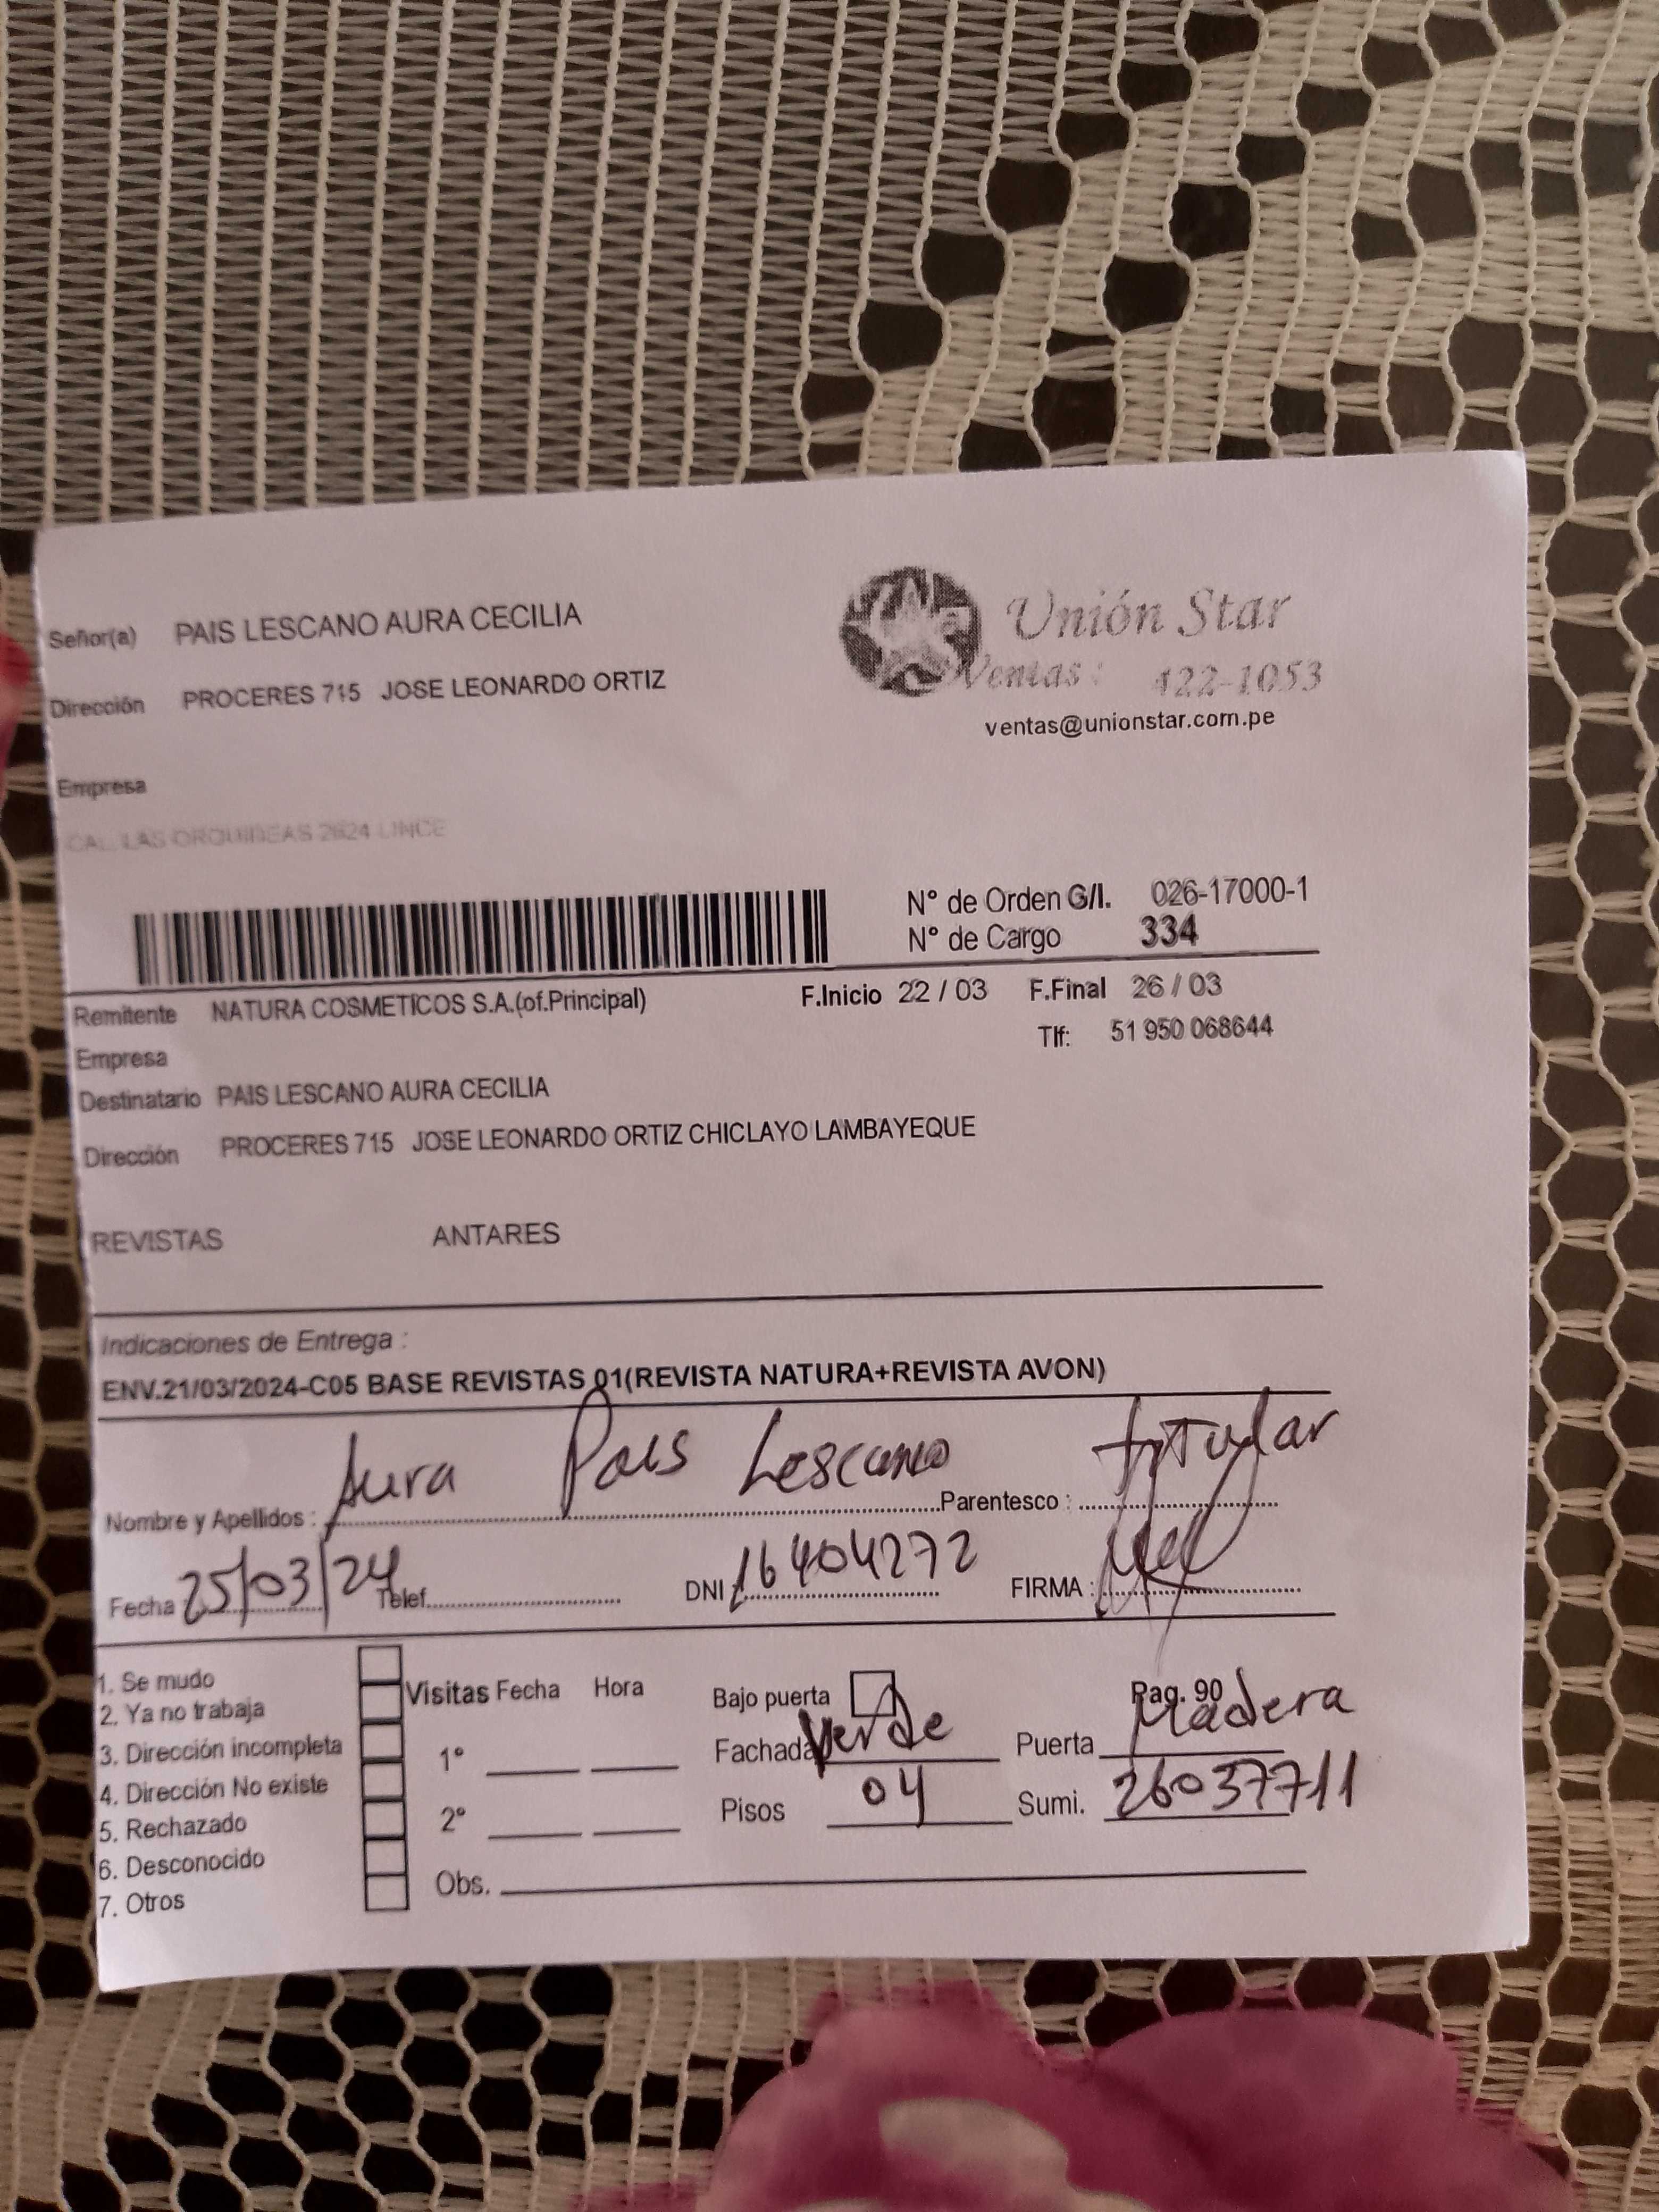 Señor(a) PAIS LESCANO AURA CECILIA
Unión Star
Dirección PROCERES 715 JOSE LEONARDO ORTIZ
Ventas : 422-1053
ventas@unionstar.com.pe
Empresa
CAL. LAS ORQUIDEAS 2624 LINCE
N° de Orden G/I. 026-17000-1
N° de Cargo 334
Remitente NATURA COSMETICOS S.A.(of.Principal) F.Inicio 22 / 03 F.Final 26 / 03
Tlf: 51 950 068644
Empresa
Destinatario PAIS LESCANO AURA CECILIA
Dirección PROCERES 715 JOSE LEONARDO ORTIZ CHICLAYO LAMBAYEQUE
REVISTAS ANTARES
Indicaciones de Entrega :
ENV.21/03/2024-C05 BASE REVISTAS 01(REVISTA NATURA+REVISTA AVON)
Nombre y Apellidos : Aura Pais Lescano Parentesco : titular
Fecha 25/03/24 Telef. DNI : 16404272 FIRMA :
1. Se mudo
2. Ya no trabaja
3. Dirección incompleta
4. Dirección No existe
5. Rechazado
6. Desconocido
7. Otros
Visitas Fecha Hora
1°
2°
Obs.
Bajo puerta Pag. 90
Fachada Verde Puerta Madera
Pisos 04 Sumi. 26037711